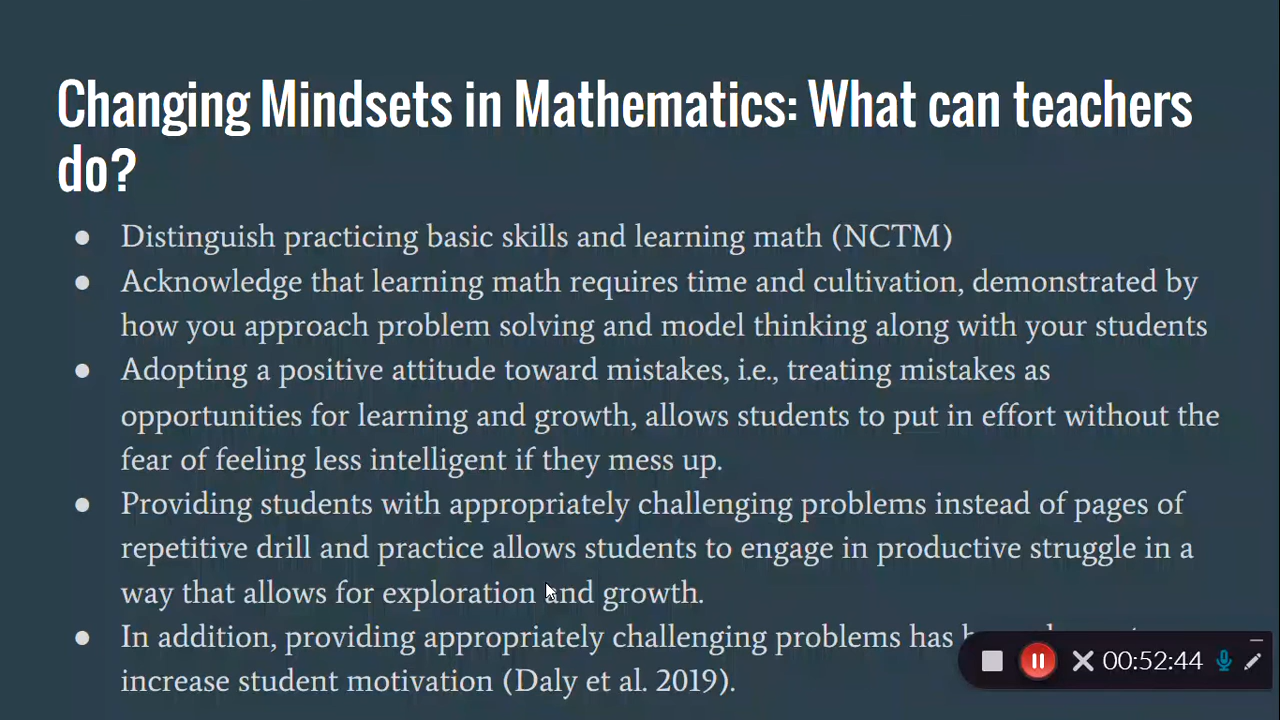 Changing Mindsets in Mathematics: What can teachers
do?
● Distinguish practicing basic skills and learning math (NCTM)
● Acknowledge that learning math requires time and cultivation, demonstrated by
how you approach problem solving and model thinking along with your students
● Adopting a positive attitude toward mistakes, i.e., treating mistakes as
opportunities for learning and growth, allows students to put in effort without the
fear of feeling less intelligent if they mess up.
● Providing students with appropriately challenging problems instead of pages of
repetitive drill and practice allows students to engage in productive struggle in a
way that allows for exploration and growth.
● In addition, providing appropriately challenging problems has
increase student motivation (Daly et al. 2019).
00:52:44